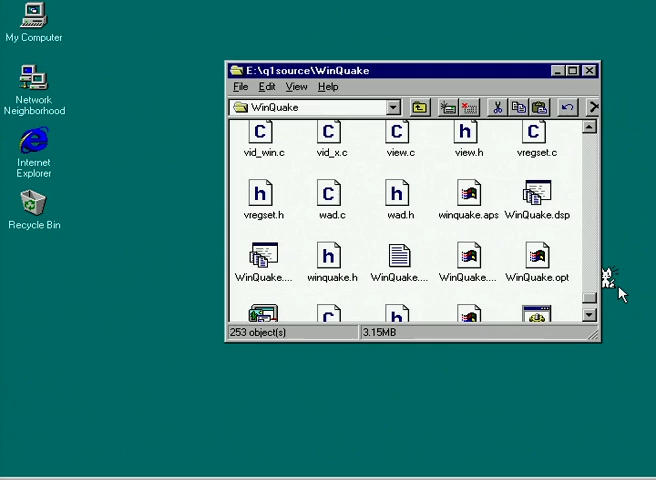 My Computer
Network
Neighborhood
Internet
Explorer
Recycle Bin
E:\q1source\WinQuake
File Edit View Help
WinQuake
vid_win.c vid_x.c view.c view.h vregset.c
vregset.h wad.c wad.h winquake.aps WinQuake.dsp
WinQuake.... winquake.h WinQuake.... WinQuake.... WinQuake.opt
C h
253 object(s) 3.15MB